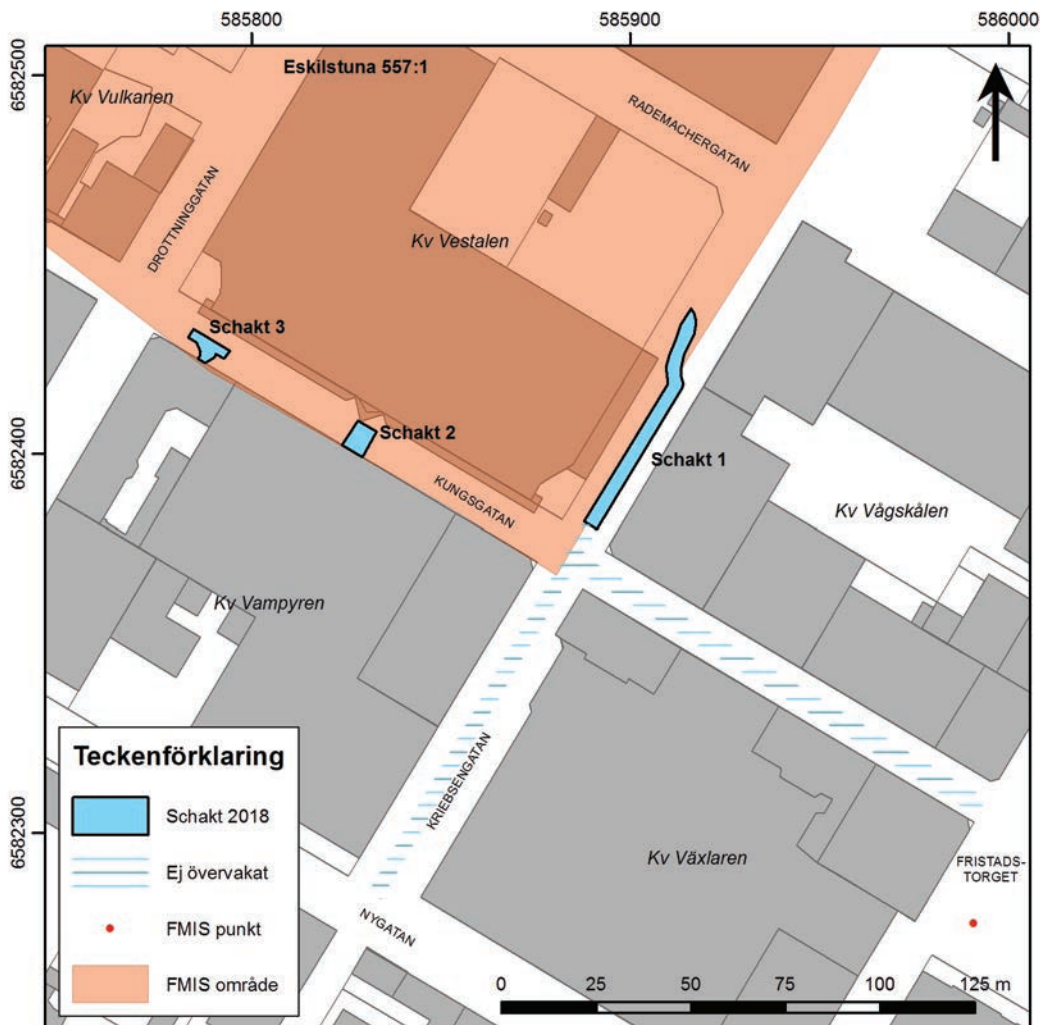 585800
585900
586000
6582500
6582400
6582300
Eskilstuna 557:1
Kv Vulkanen
RADEMACHERGATAN
DROTTNINGGATAN
Kv Vestalen
Schakt 3
Schakt 2
Schakt 1
KUNGSGATAN
Kv Vågskålen
Kv Vampyren
KRIEBSENGATAN
Kv Växlaren
FRISTADS-
TORGET
NYGATAN
Teckenförklaring
Schakt 2018
Ej övervakat
FMIS punkt
FMIS område
0 25 50 75 100 125 m